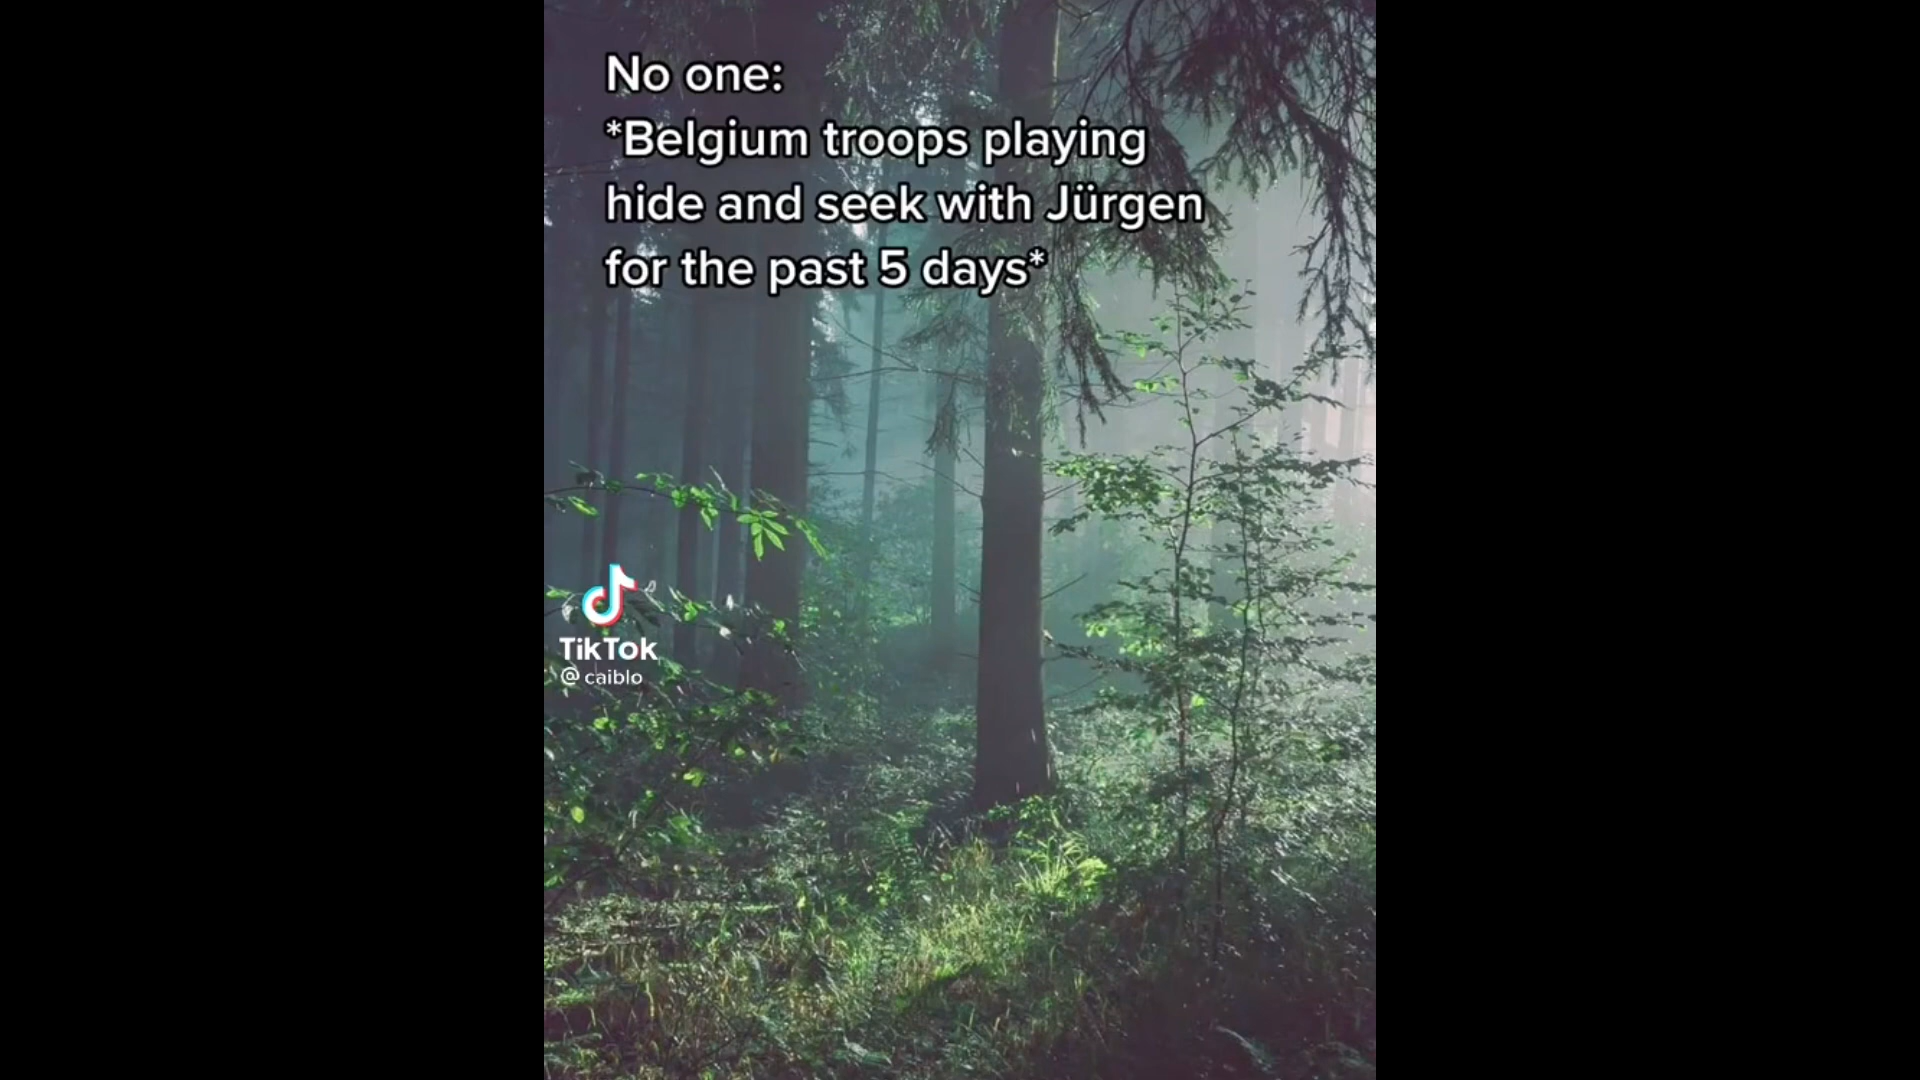 No one:
*Belgium troops playing
hide and seek with Jürgen
for the past 5 days*
TikTok
@caiblo